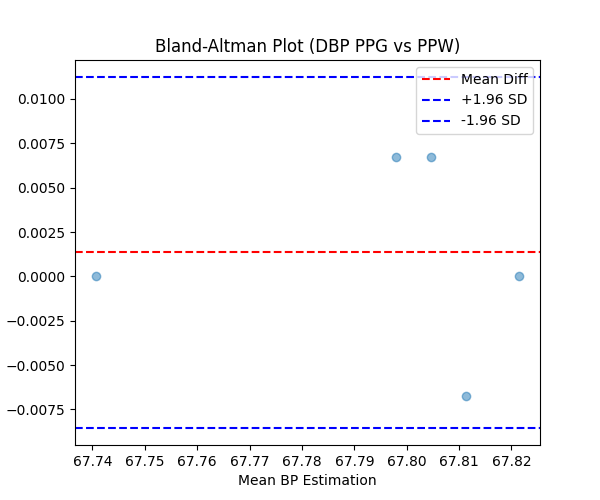 Bland-Altman Plot (DBP PPG vs PPW)
Mean Diff
+1.96 SD
-1.96 SD
0.0100
0.0075
0.0050
0.0025
0.0000
−0.0025
−0.0050
−0.0075
67.74 67.75 67.76 67.77 67.78 67.79 67.80 67.81 67.82
Mean BP Estimation